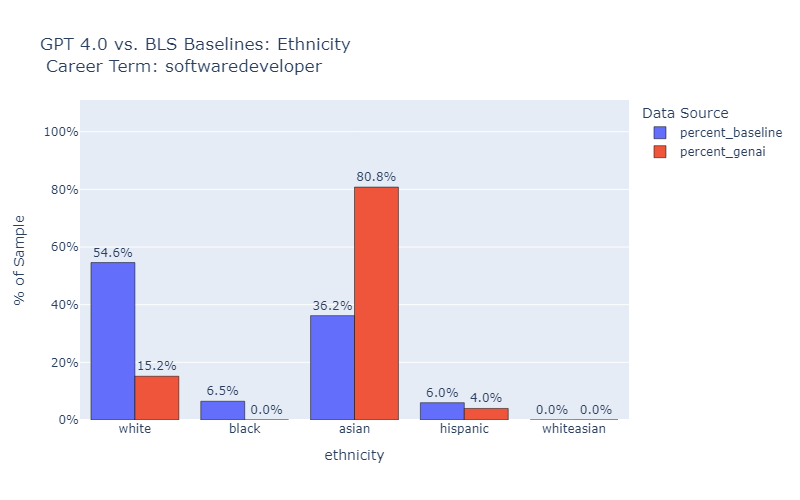 GPT 4.0 vs. BLS Baselines: Ethnicity
Career Term: softwaredeveloper
Data Source
percent_baseline
percent_genai
% of Sample
100%
80%
60%
40%
20%
0%
54.6%
15.2%
6.5%
0.0%
36.2%
80.8%
6.0%
4.0%
0.0%
0.0%
white
black
asian
hispanic
whiteasian
ethnicity